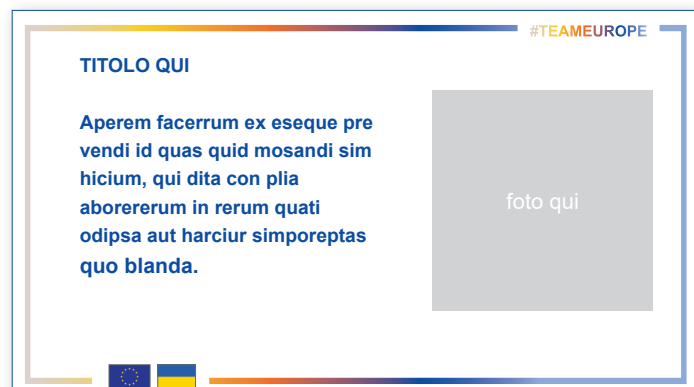 #TEAMEUROPE
TITOLO QUI
Aperem facerrum ex eseque pre
vendi id quas quid mosandi sim
hicium, qui dita con plia
aborererum in rerum quati
odipsa aut harciur simporeptas
quo blanda.
foto qui